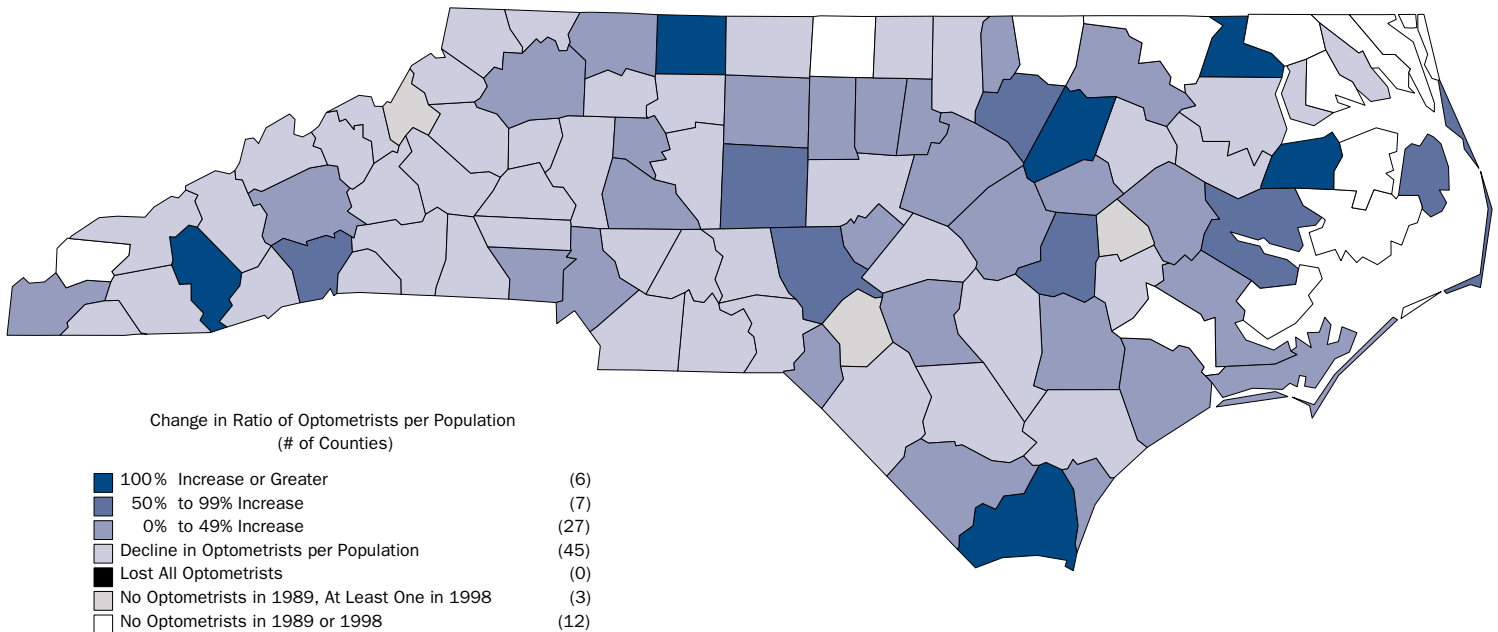 Change in Ratio of Optometrists per Population
(# of Counties)
100% Increase or Greater (6)
50% to 99% Increase (7)
0% to 49% Increase (27)
Decline in Optometrists per Population (45)
Lost All Optometrists (0)
No Optometrists in 1989, At Least One in 1998 (3)
No Optometrists in 1989 or 1998 (12)